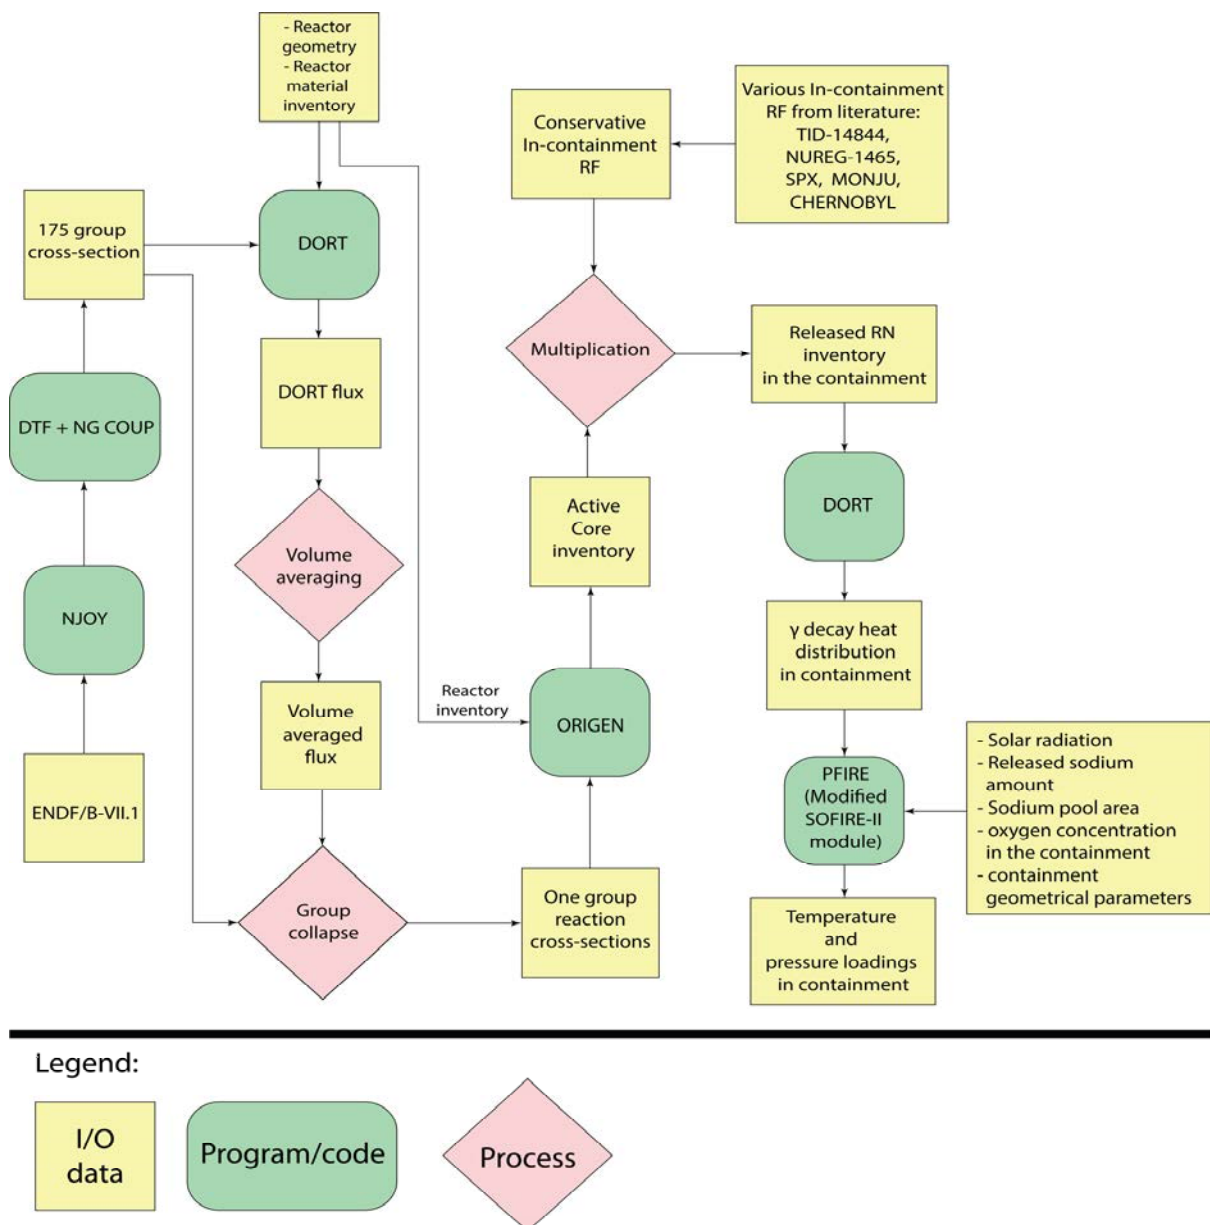 - Reactor
geometry
- Reactor
material
inventory
Conservative
In-containment
RF
Various In-containment
RF from literature:
TID-14844,
NUREG-1465,
SPX, MONJU,
CHERNOBYL
175 group
cross-section
DORT
DORT flux
Multiplication
Released RN
inventory
in the containment
DTF + NG COUP
Volume
averaging
Active
Core
inventory
DORT
NJOY
γ decay heat
distribution
in containment
Volume
averaged
flux
Reactor
inventory
ORIGEN
ENDF/B-VII.1
PFIRE
(Modified
SOFIRE-II
module)
- Solar radiation
- Released sodium
amount
- Sodium pool area
- oxygen concentration
in the containment
- containment
geometrical parameters
Group
collapse
One group
reaction
cross-sections
Temperature
and
pressure loadings
in containment
Legend:
I/O
data
Program/code
Process